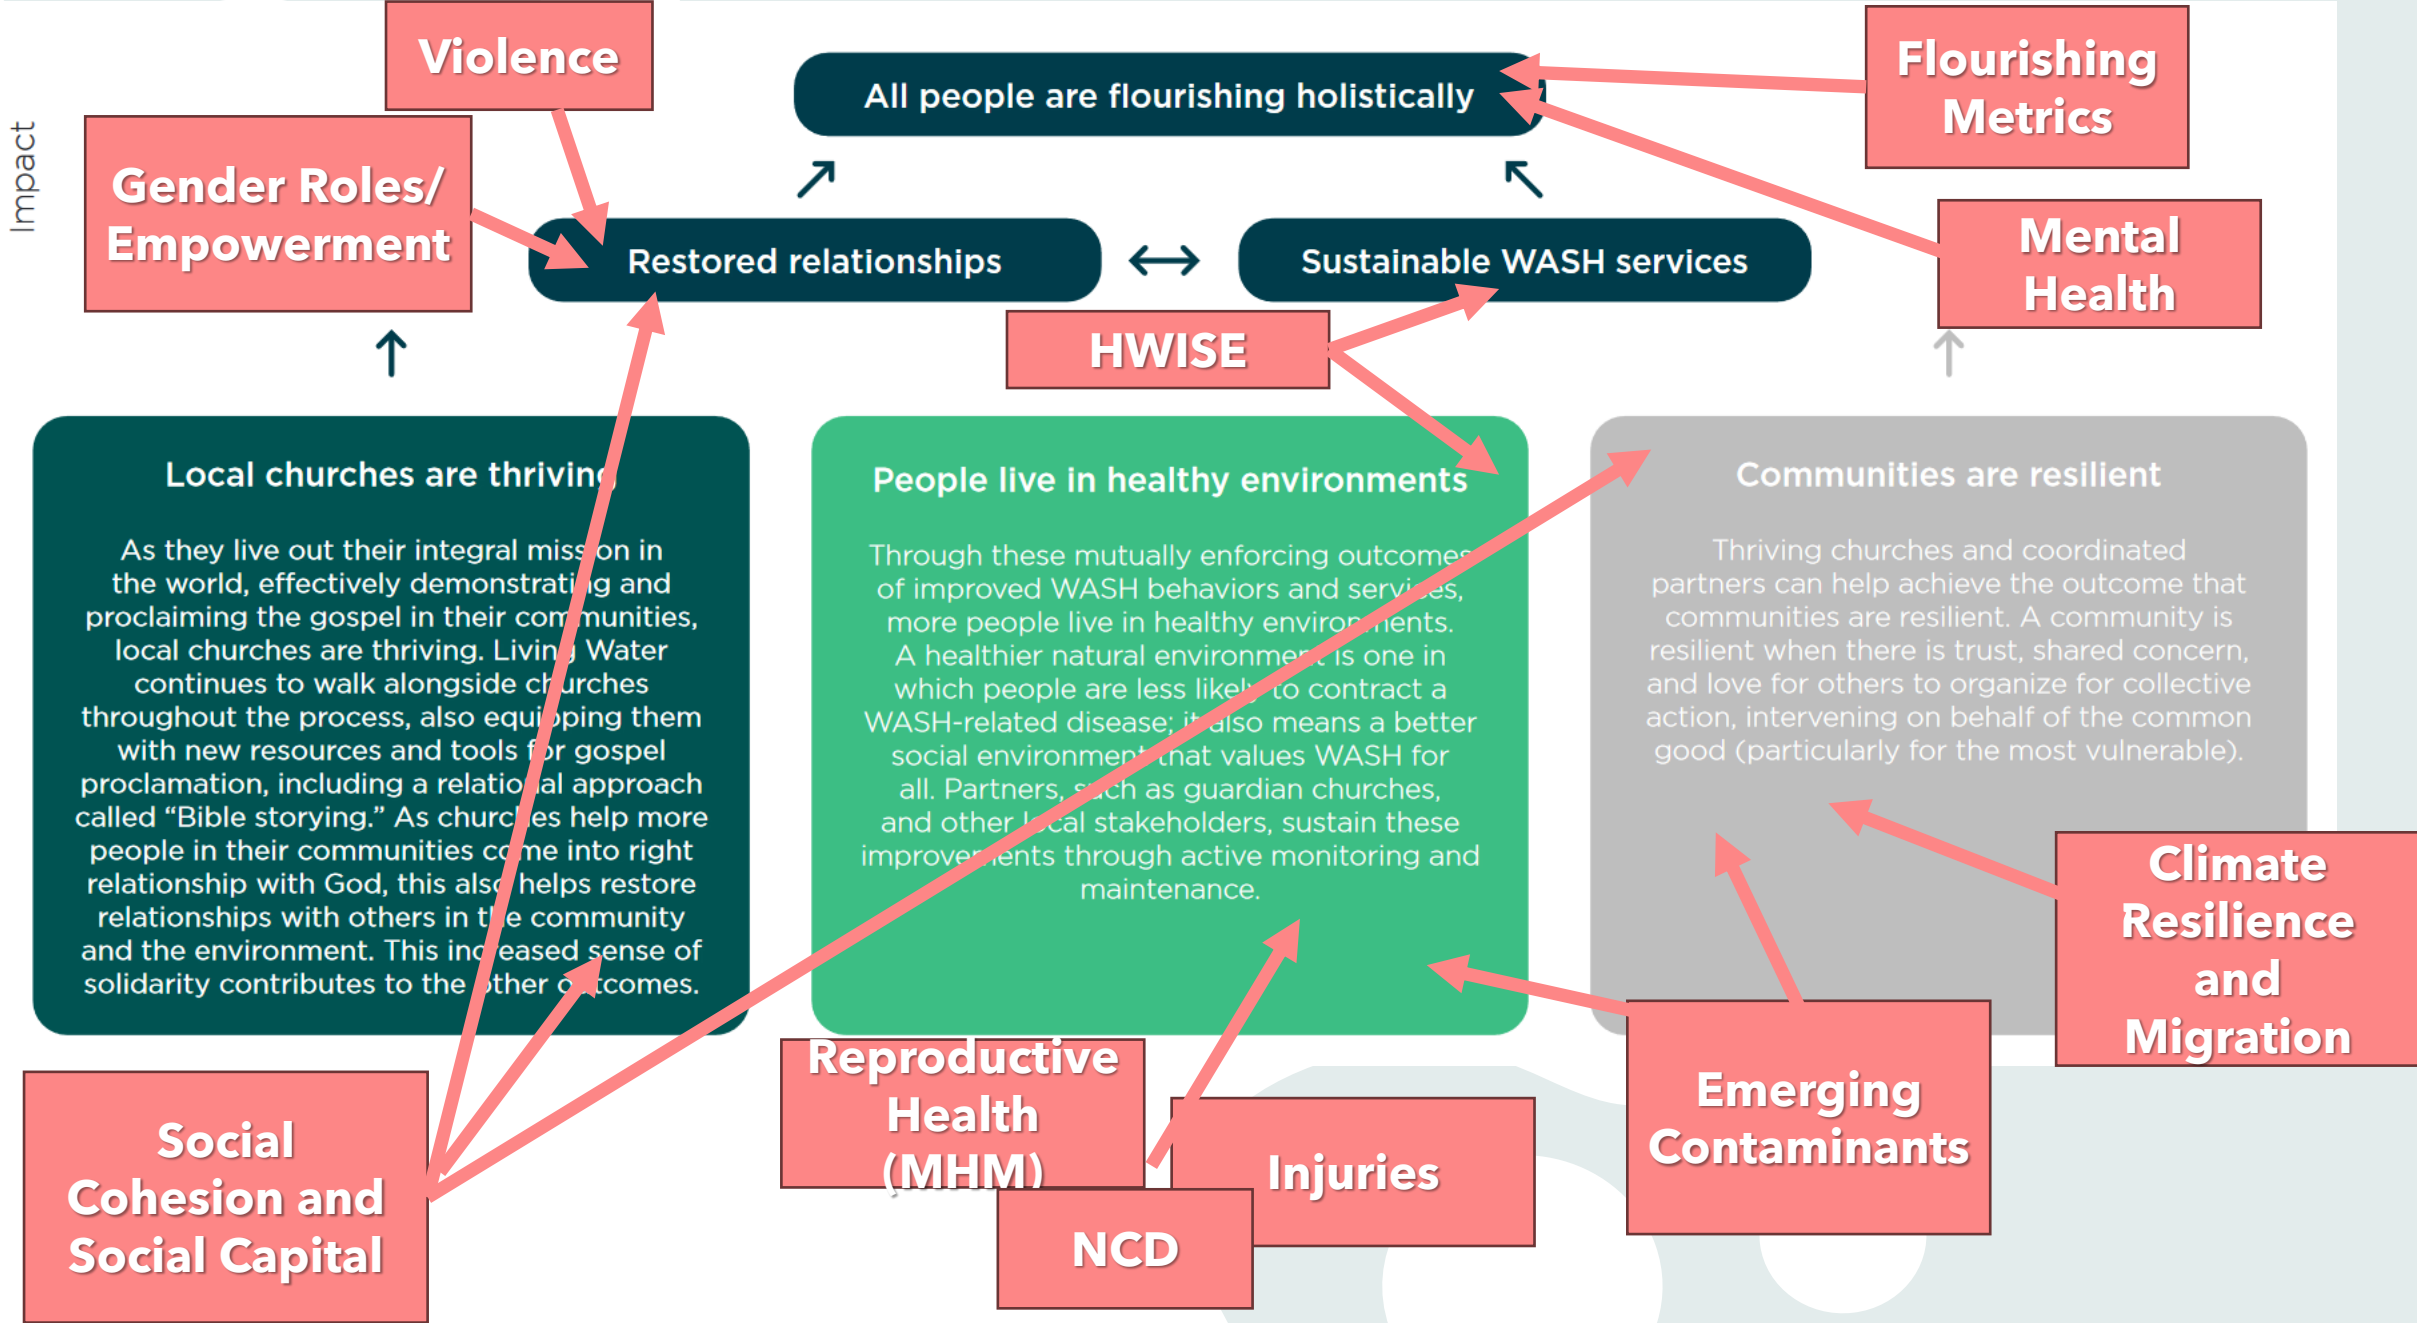 Impact
Violence
Gender Roles/
Empowerment
All people are flourishing holistically
Flourishing
Metrics
Mental
Health
Restored relationships
Sustainable WASH services
HWISE
Local churches are thriving
As they live out their integral mission in
the world, effectively demonstrating and
proclaiming the gospel in their communities,
local churches are thriving. Living Water
continues to walk alongside churches
throughout the process, also equipping them
with new resources and tools for gospel
proclamation, including a relational approach
called “Bible storying.” As churches help more
people in their communities come into right
relationship with God, this also helps restore
relationships with others in the community
and the environment. This increased sense of
solidarity contributes to the other outcomes.
People live in healthy environments
Through these mutually enforcing outcomes
of improved WASH behaviors and services,
more people live in healthy environments.
A healthier natural environment is one in
which people are less likely to contract a
WASH-related disease; it also means a better
social environment that values WASH for
all. Partners, such as guardian churches,
and other local stakeholders, sustain these
improvements through active monitoring and
maintenance.
Communities are resilient
Thriving churches and coordinated
partners can help achieve the outcome that
communities are resilient. A community is
resilient when there is trust, shared concern,
and love for others to organize for collective
action, intervening on behalf of the common
good (particularly for the most vulnerable).
Climate
Resilience
and
Migration
Social
Cohesion and
Social Capital
Reproductive
Health
(MHM)
Injuries
NCD
Emerging
Contaminants